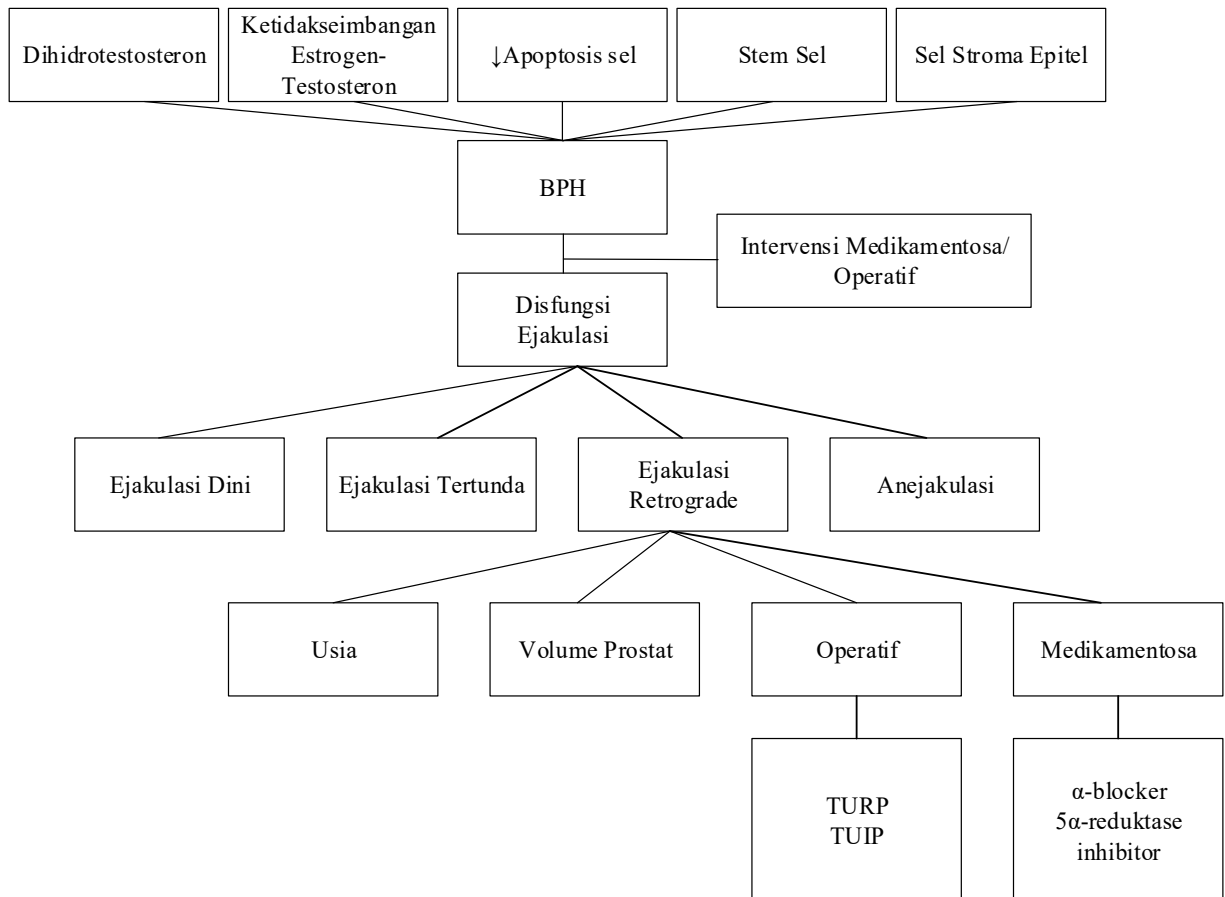 Dihidrotestosteron
Ketidakseimbangan
Estrogen-
Testosteron
↓Apoptosis sel
Stem Sel
Sel Stroma Epitel
BPH
Intervensi Medikamentosa/
Operatif
Disfungsi
Ejakulasi
Ejakulasi Dini
Ejakulasi Tertunda
Ejakulasi
Retrograde
Anejakulasi
Usia
Volume Prostat
Operatif
Medikamentosa
TURP
TUIP
α-blocker
5α-reduktase
inhibitor